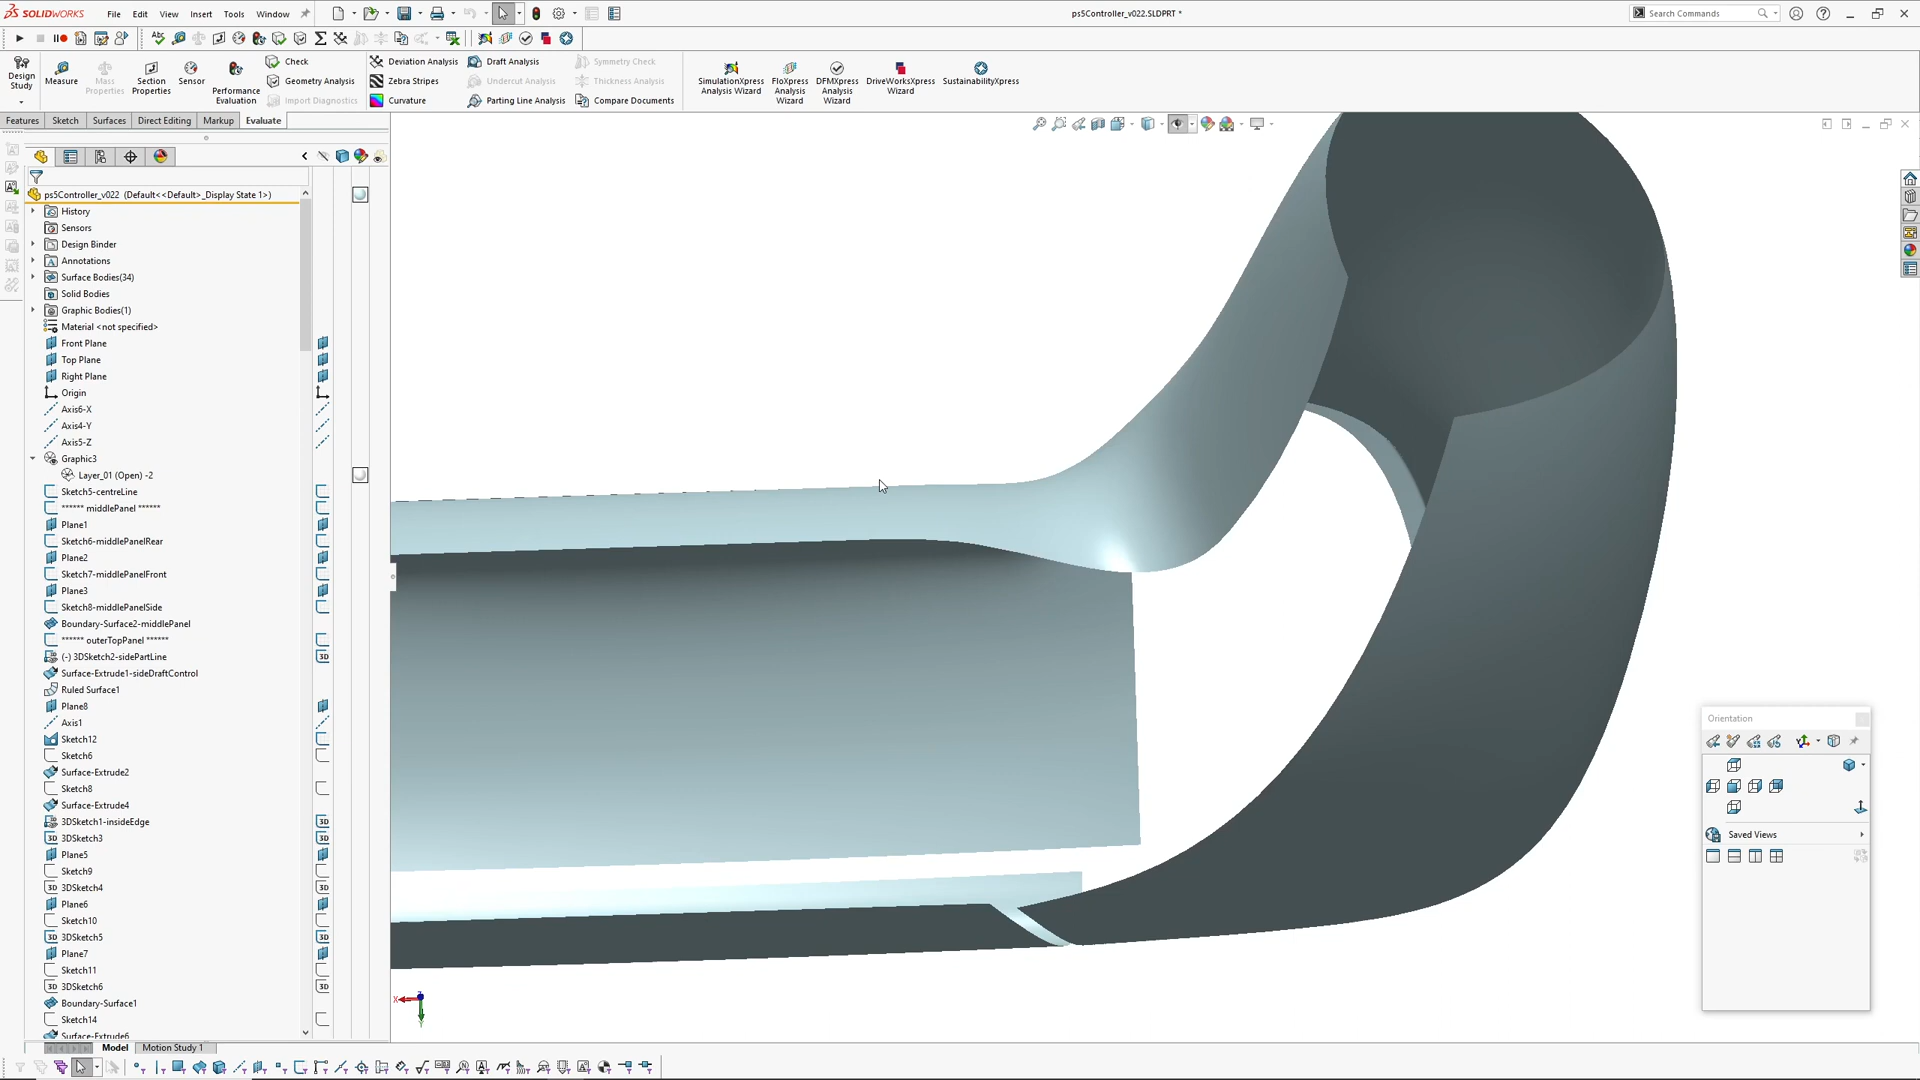 SOLIDWORKS
File Edit View Insert Tools Window
ps5Controller_v022.SLDPRT *
Search Commands
Design Study
Measure
Mass Properties
Section Properties
Sensor
Performance Evaluation
Check
Geometry Analysis
Import Diagnostics
Deviation Analysis
Zebra Stripes
Curvature
Draft Analysis
Undercut Analysis
Parting Line Analysis
Symmetry Check
Thickness Analysis
Compare Documents
SimulationXpress Analysis Wizard
FloXpress Analysis Wizard
DFMXpress Analysis Wizard
DriveWorksXpress Wizard
SustainabilityXpress
Features Sketch Surfaces Direct Editing Markup Evaluate
ps5Controller_v022 (Default<<Default>_Display State 1>)
History
Sensors
Design Binder
Annotations
Surface Bodies(34)
Solid Bodies
Graphic Bodies(1)
Material <not specified>
Front Plane
Top Plane
Right Plane
Origin
Axis6-X
Axis4-Y
Axis5-Z
Graphic3
Layer_01 (Open) -2
Sketch5-centreLine
****** middlePanel ******
Plane1
Sketch6-middlePanelRear
Plane2
Sketch7-middlePanelFront
Plane3
Sketch8-middlePanelSide
Boundary-Surface2-middlePanel
****** outerTopPanel ******
(-) 3DSketch2-sidePartLine
Surface-Extrude1-sideDraftControl
Ruled Surface1
Plane8
Axis1
Sketch12
Sketch6
Surface-Extrude2
Sketch8
Surface-Extrude4
3DSketch1-insideEdge
3DSketch3
Plane5
Sketch9
3DSketch4
Plane6
Sketch10
3DSketch5
Plane7
Sketch11
3DSketch6
Boundary-Surface1
Sketch14
Surface-Extrude6
Orientation
Saved Views
X
Y
Model Motion Study 1